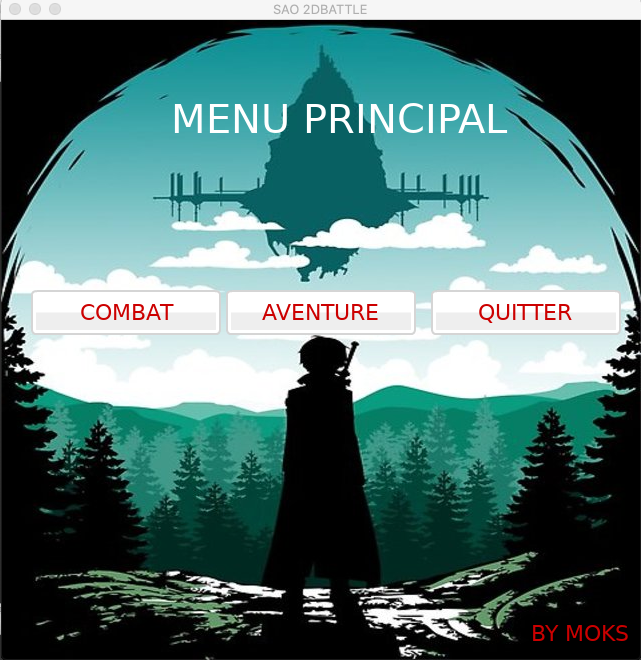 SAO 2DBATTLE
MENU PRINCIPAL
COMBAT
AVENTURE
QUITTER
BY MOKS